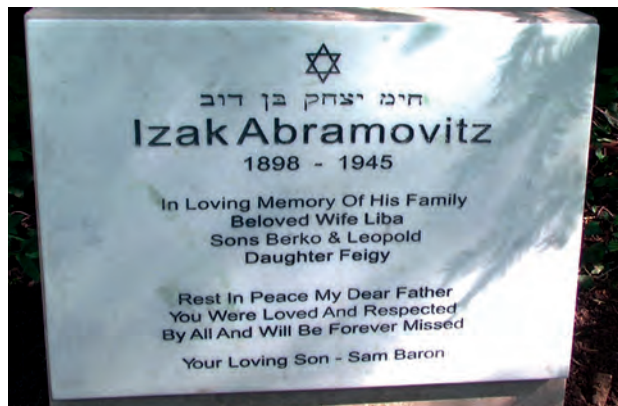 חימ יצחק בן דוב
Izak Abramovitz
1898 - 1945
In Loving Memory Of His Family
Beloved Wife Liba
Sons Berko & Leopold
Daughter Feigy
Rest In Peace My Dear Father
You Were Loved And Respected
By All And Will Be Forever Missed
Your Loving Son - Sam Baron